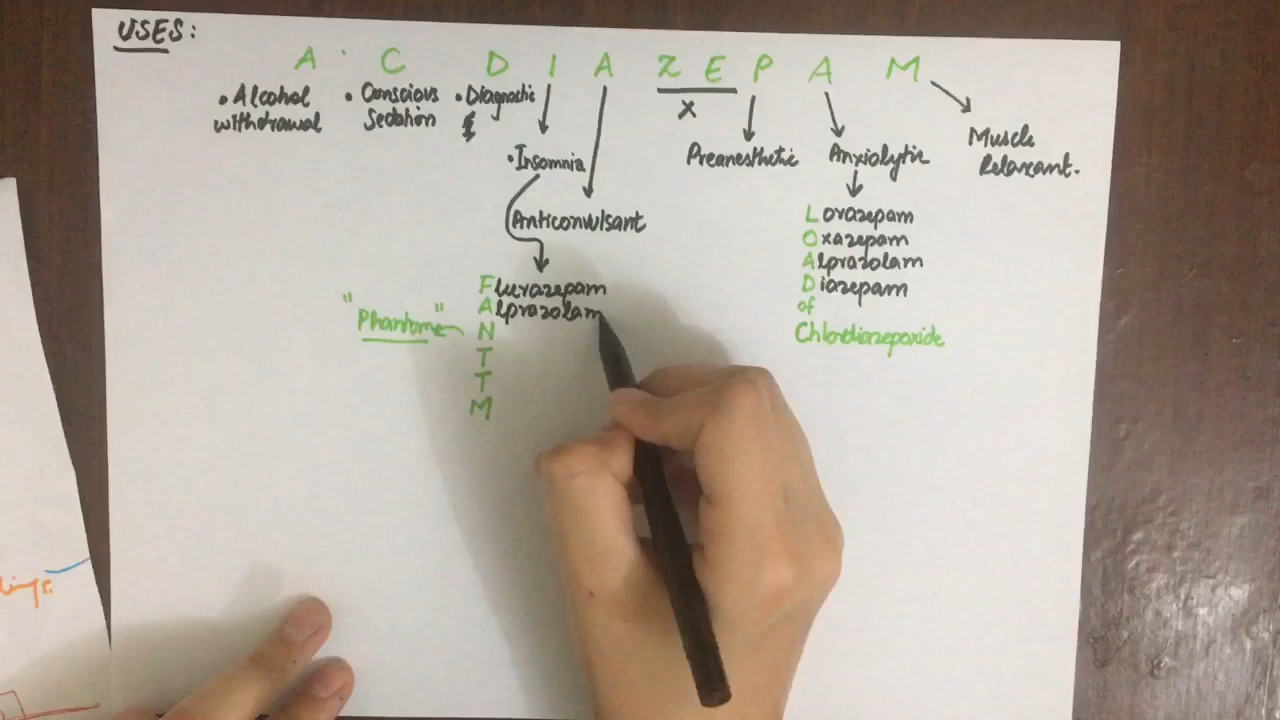 USES:
A C D I A Z E P A M
• Alcohol withdrawal
• Conscious Sedation
• Diagnostic &
• Insomnia
Anticonvulsant
x
Preanesthetic
Anxiolytic
Muscle Relaxant.
Lorazepam
Oxazepam
Alprazolam
Diazepam
of
Chlordiazepoxide
"Phantome"
Flurazepam
Alprazolam
N
T
T
M